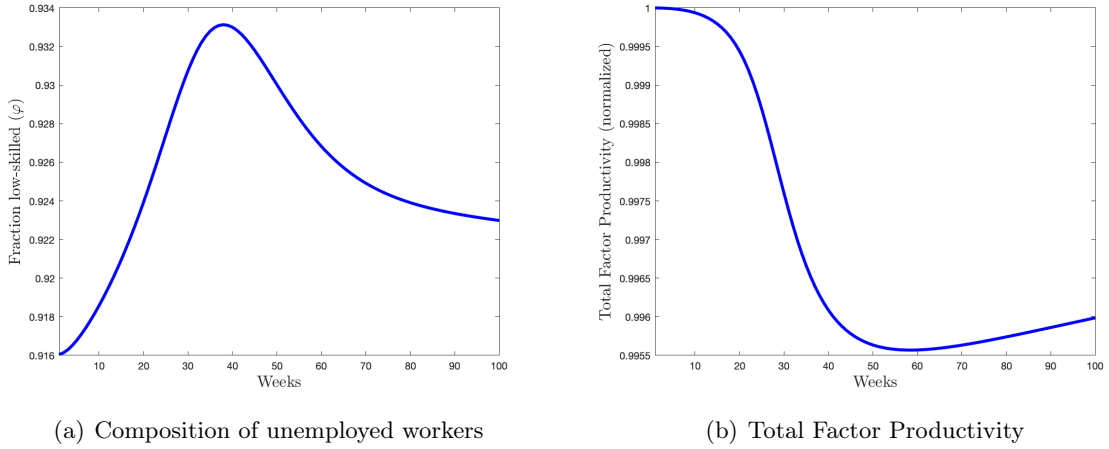 0.934
0.932
0.93
0.928
0.926
0.924
0.922
0.92
0.918
0.916
Fraction low-skilled (φ)
10 20 30 40 50 60 70 80 90 100
Weeks
(a) Composition of unemployed workers
1
0.9995
0.999
0.9985
0.998
0.9975
0.997
0.9965
0.996
0.9955
Total Factor Productivity (normalized)
10 20 30 40 50 60 70 80 90 100
Weeks
(b) Total Factor Productivity